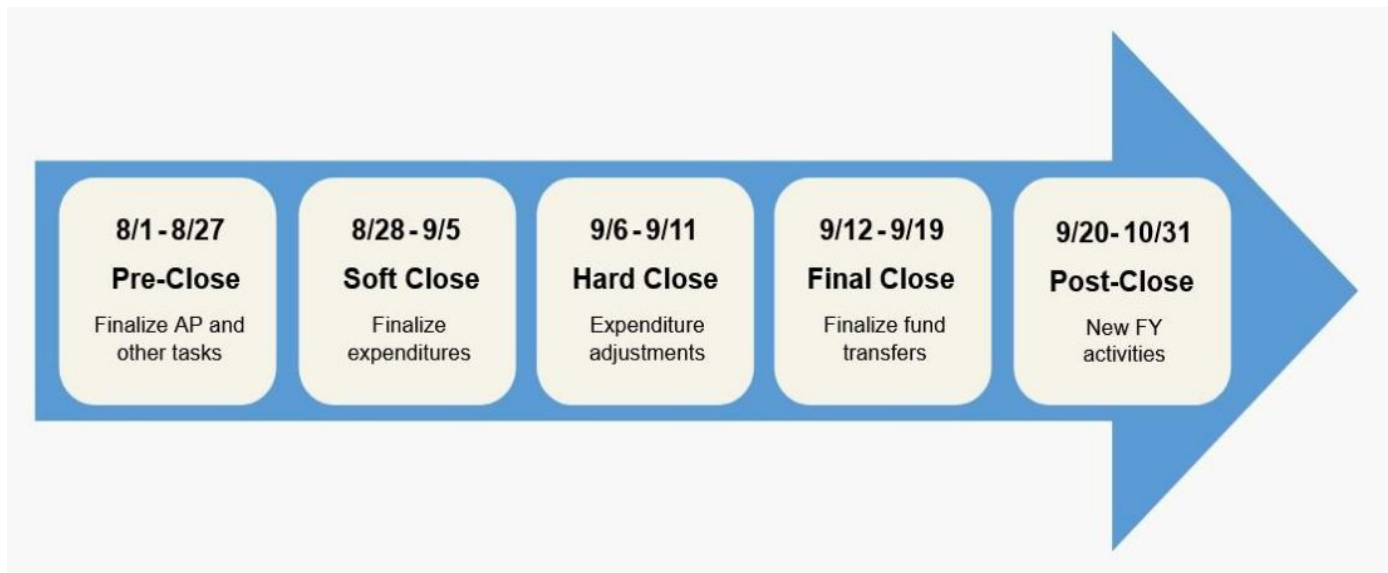 8/1 - 8/27
Pre-Close
Finalize AP and
other tasks
8/28 - 9/5
Soft Close
Finalize
expenditures
9/6 - 9/11
Hard Close
Expenditure
adjustments
9/12 - 9/19
Final Close
Finalize fund
transfers
9/20- 10/31
Post-Close
New FY
activities